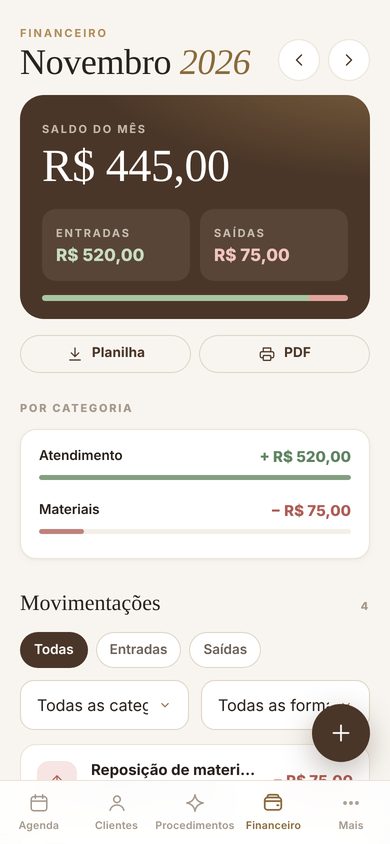 FINANCEIRO
Novembro 2026
SALDO DO MÊS
R$ 445,00
ENTRADAS
R$ 520,00
SAÍDAS
R$ 75,00
Planilha
PDF
POR CATEGORIA
Atendimento + R$ 520,00
Materiais − R$ 75,00
Movimentações 4
Todas Entradas Saídas
Todas as categ Todas as form
Reposição de materi... − R$ 75,00
Agenda Clientes Procedimentos Financeiro Mais